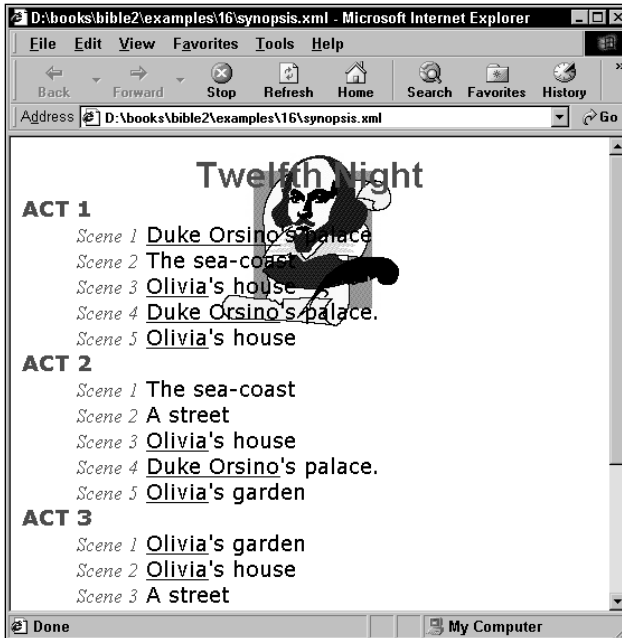 D:\books\bible2\examples\16\synopsis.xml - Microsoft Internet Explorer
File Edit View Favorites Tools Help
Back Forward Stop Refresh Home Search Favorites History »
Address D:\books\bible2\examples\16\synopsis.xml Go
Twelfth Night
ACT 1
Scene 1 Duke Orsino's palace
Scene 2 The sea-coast
Scene 3 Olivia's house
Scene 4 Duke Orsino's palace.
Scene 5 Olivia's house
ACT 2
Scene 1 The sea-coast
Scene 2 A street
Scene 3 Olivia's house
Scene 4 Duke Orsino's palace.
Scene 5 Olivia's garden
ACT 3
Scene 1 Olivia's garden
Scene 2 Olivia's house
Scene 3 A street
Done My Computer